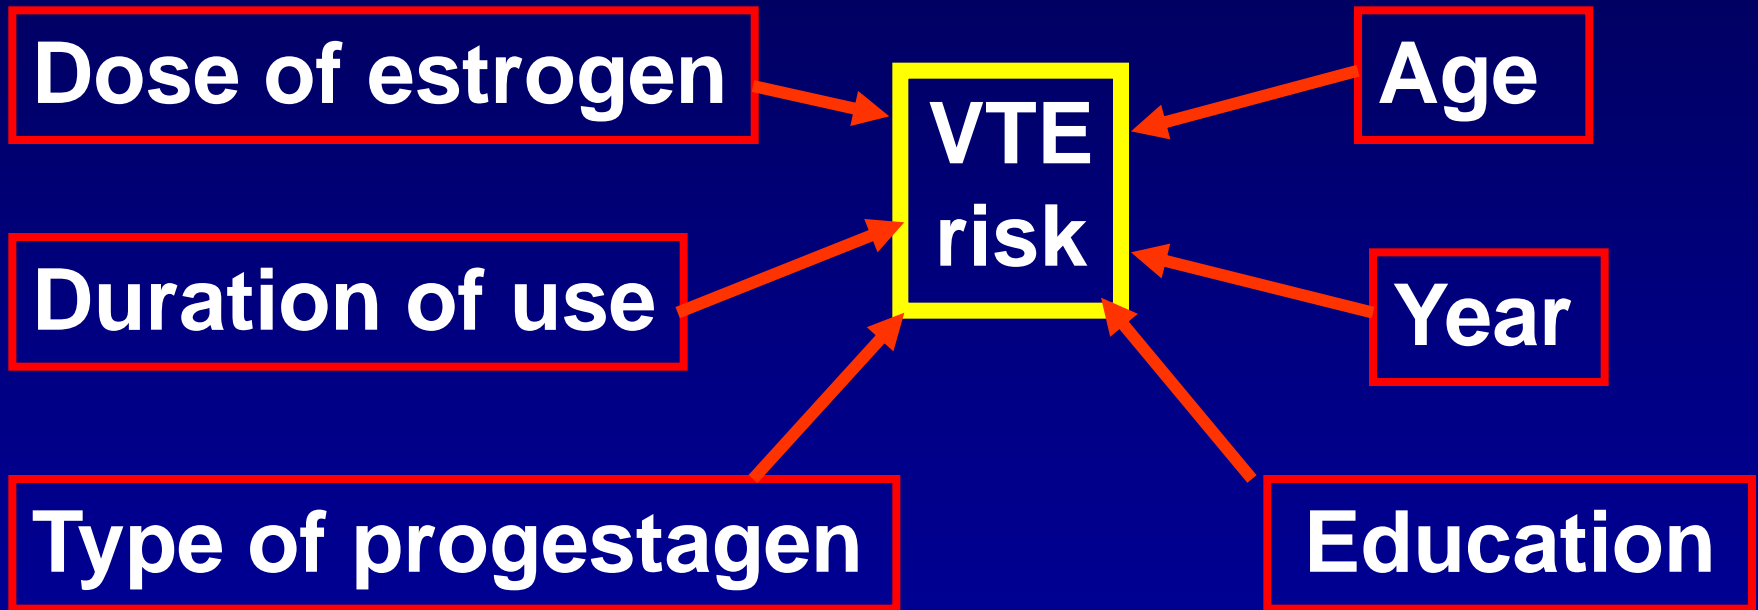 Dose of estrogen
VTE
risk
Age
Duration of use
Year
Type of progestagen
Education